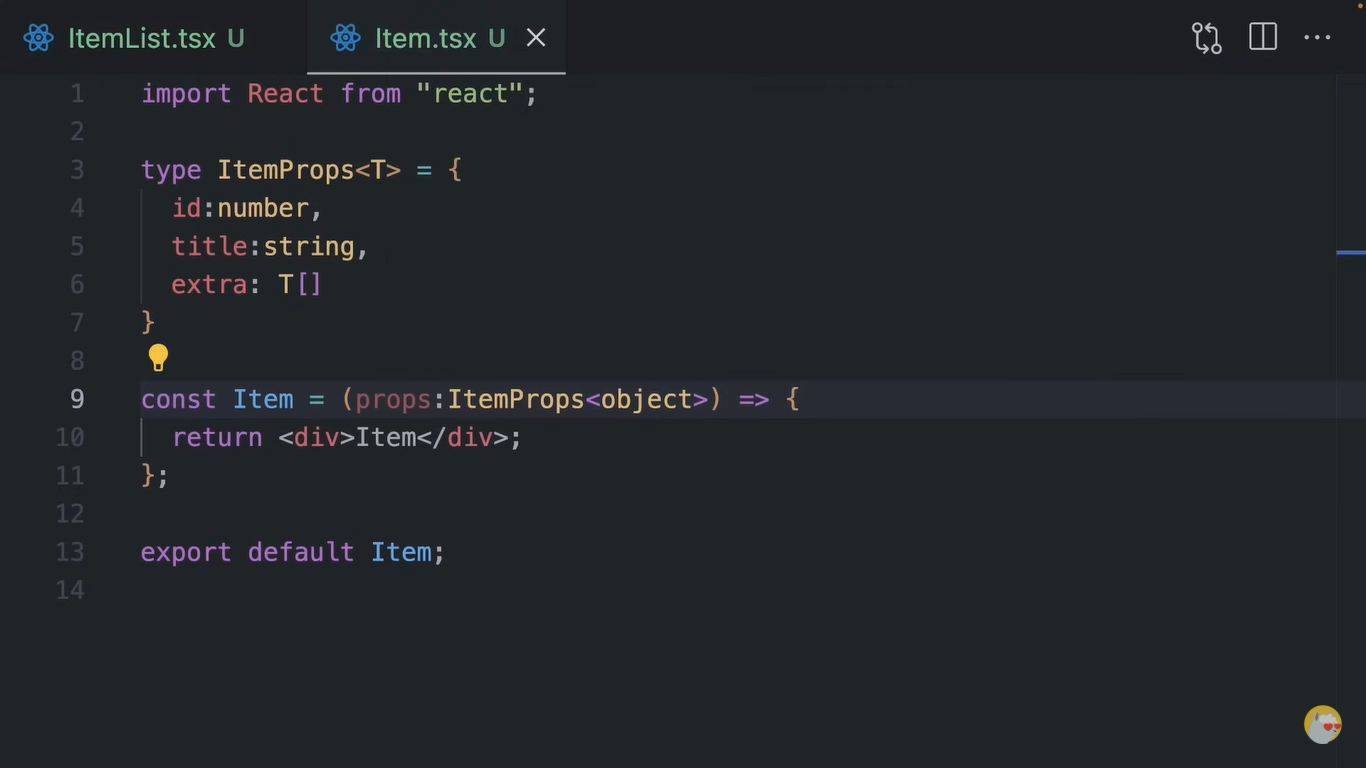 ItemList.tsx U Item.tsx U
1 import React from "react";
2
3 type ItemProps<T> = {
4 id:number,
5 title:string,
6 extra: T[]
7 }
8
9 const Item = (props:ItemProps<object>) => {
10 return <div>Item</div>;
11 };
12
13 export default Item;
14